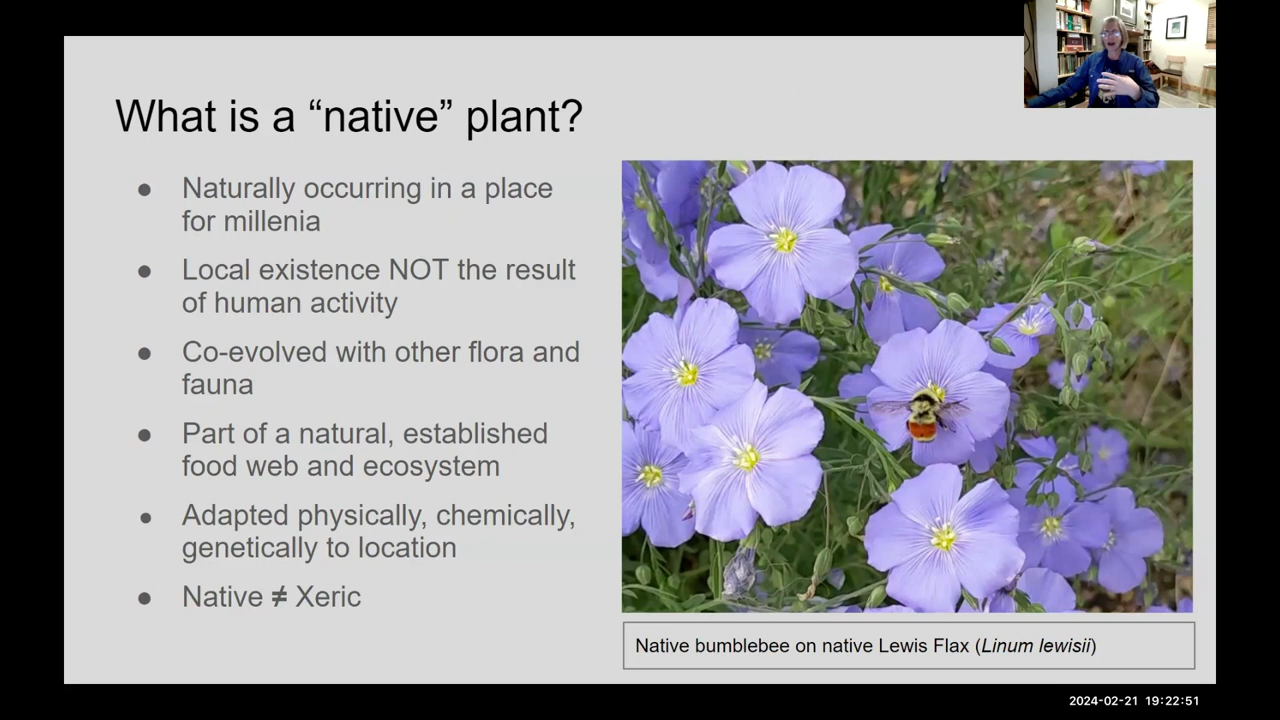 What is a “native” plant?
● Naturally occurring in a place
for millenia
● Local existence NOT the result
of human activity
● Co-evolved with other flora and
fauna
● Part of a natural, established
food web and ecosystem
● Adapted physically, chemically,
genetically to location
● Native ≠ Xeric
Native bumblebee on native Lewis Flax (Linum lewisii)
2024-02-21 19:22:51